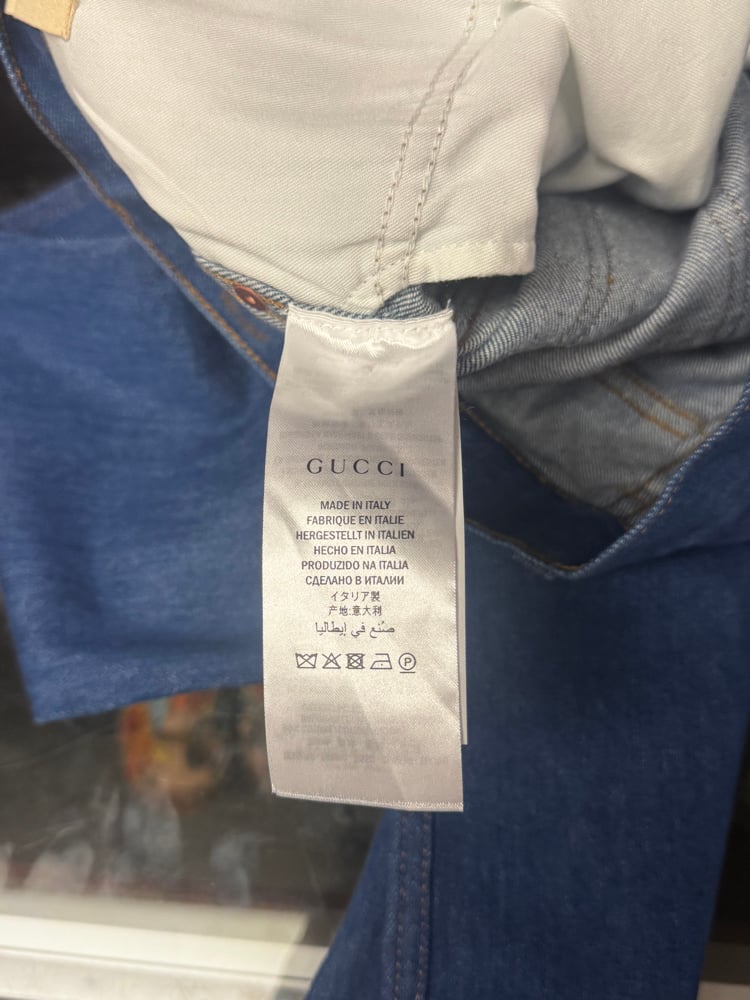 GUCCI
MADE IN ITALY
FABRIQUE EN ITALIE
HERGESTELLT IN ITALIEN
HECHO EN ITALIA
PRODUZIDO NA ITALIA
СДЕЛАНО В ИТАЛИИ
イタリア製
产地:意大利
صُنع في إيطاليا
P